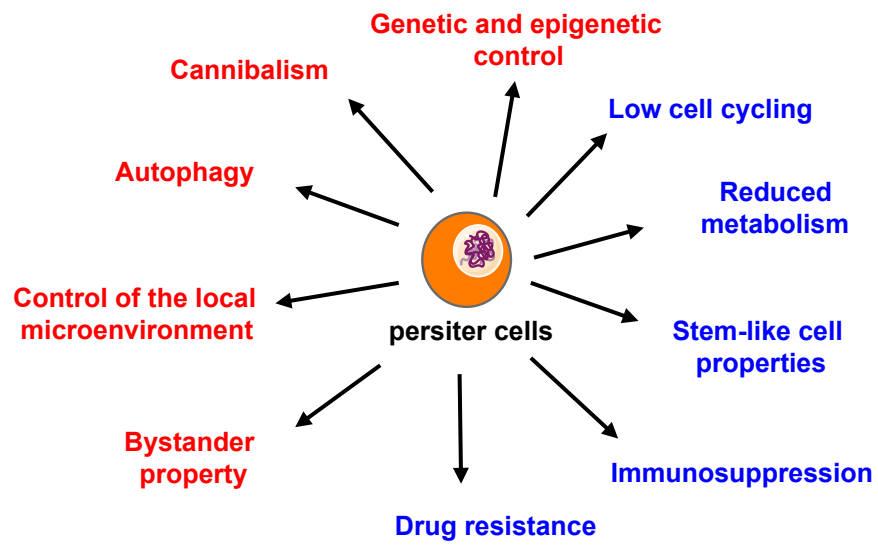 Genetic and epigenetic
control
Cannibalism
Low cell cycling
Autophagy
Reduced
metabolism
Control of the local
microenvironment
persiter cells
Stem-like cell
properties
Bystander
property
Immunosuppression
Drug resistance